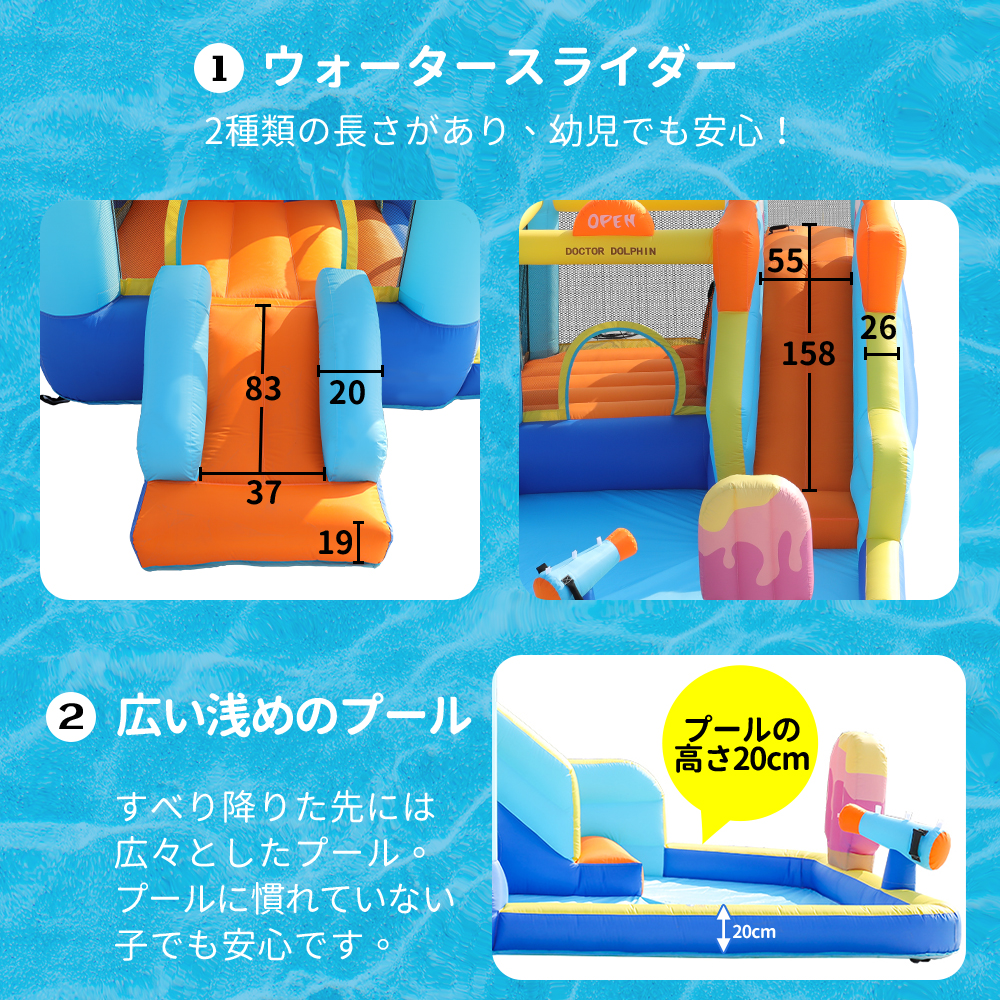 1 ウォータースライダー
2種類の長さがあり、幼児でも安心！
OPEN
DOCTOR DOLPHIN
83
20
37
19
55
26
158
2 広い浅めのプール
プールの
高さ20cm
すべり降りた先には
広々としたプール。
プールに慣れていない
子でも安心です。
20cm